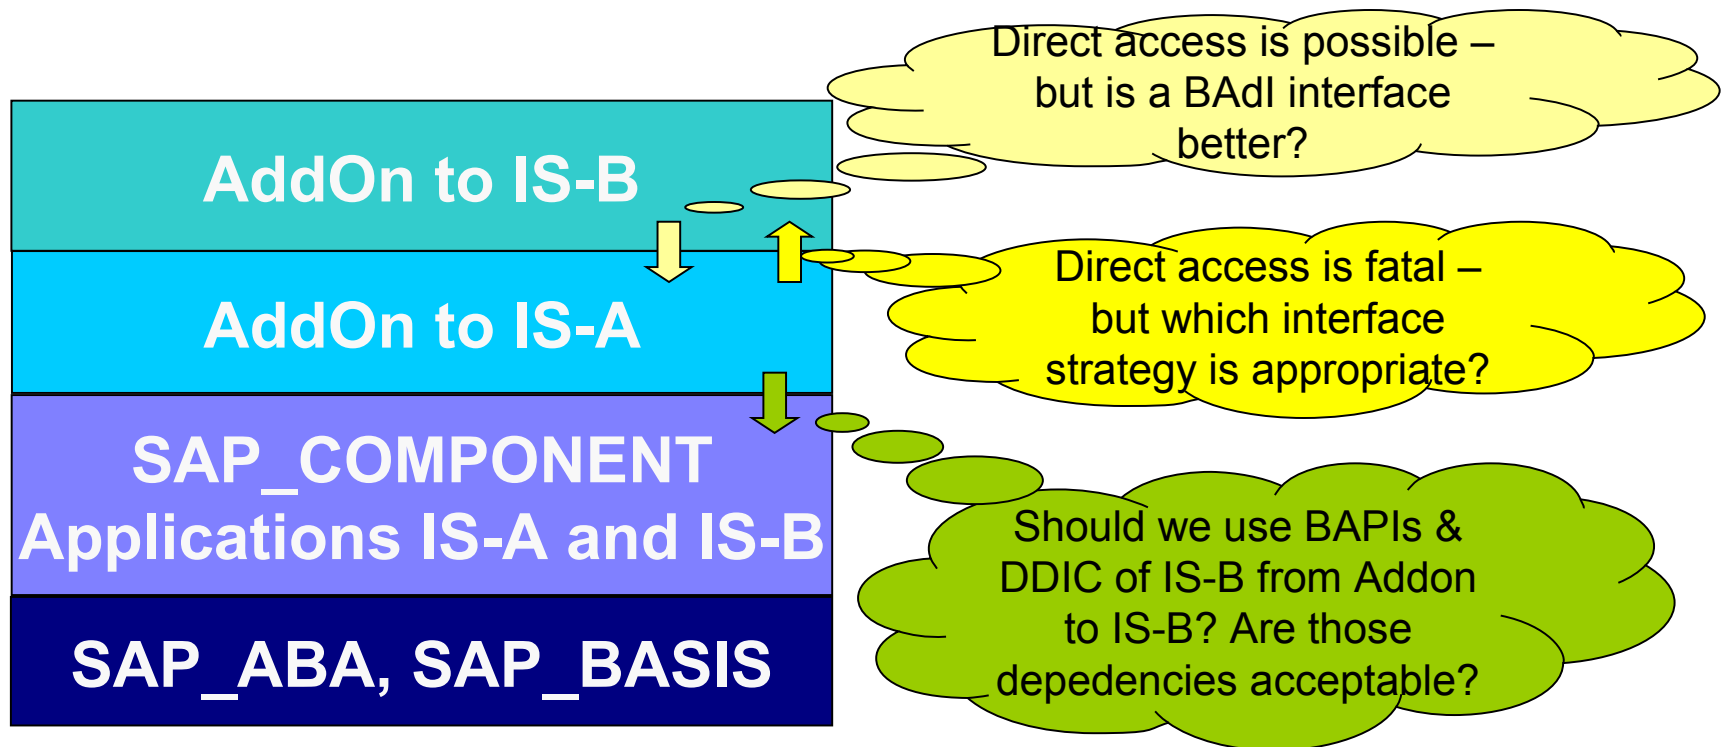 Direct access is possible –
but is a BAdI interface
better?
AddOn to IS-B
Direct access is fatal –
but which interface
strategy is appropriate?
AddOn to IS-A
SAP_COMPONENT
Applications IS-A and IS-B
Should we use BAPIs &
DDIC of IS-B from Addon
to IS-B? Are those
depedencies acceptable?
SAP_ABA, SAP_BASIS